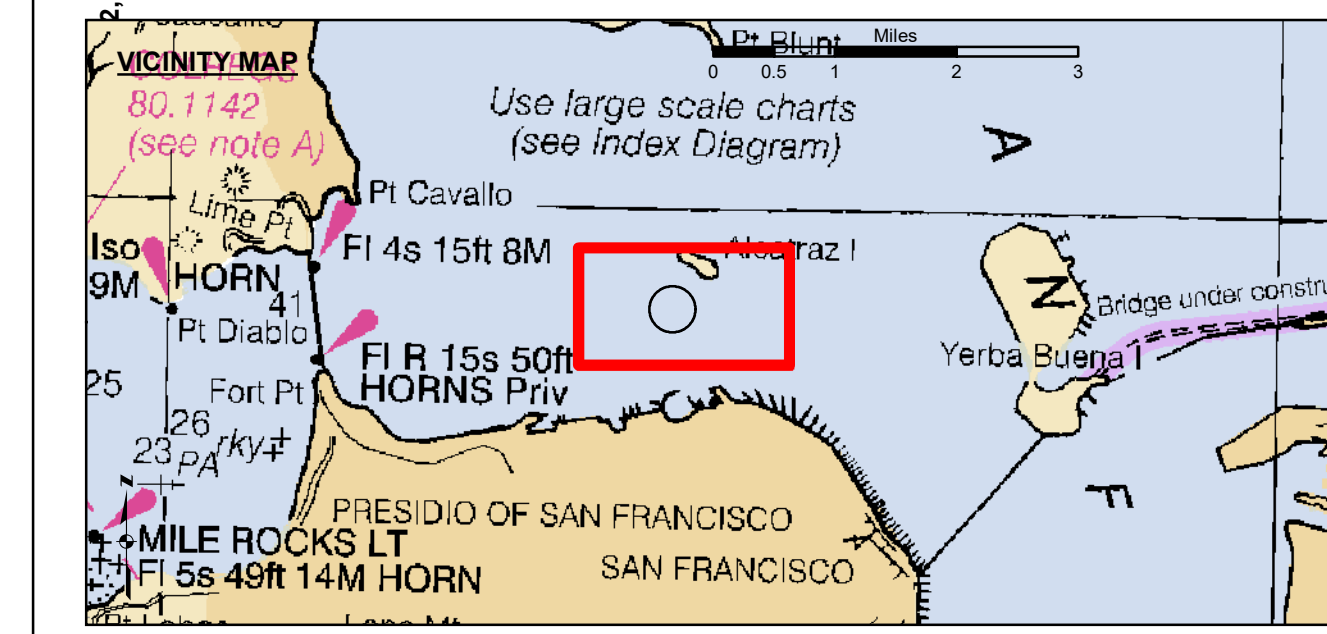 Pt Blunt
Miles
VICINITY MAP
0 0.5 1 2 3
COLREGS
80.1142
(see note A)
Use large scale charts
(see Index Diagram)
A
Pt Cavallo
Lime Pt
Iso
9M
HORN
Fl 4s 15ft 8M
Alcatraz I
N
41
Pt Diablo
Bridge under constru
Fl R 15s 50ft
HORNS Priv
Yerba Buena I
25
Fort Pt
26
23
PA
rky
F
N
PRESIDIO OF SAN FRANCISCO
MILE ROCKS LT
Fl 5s 49ft 14M HORN
SAN FRANCISCO